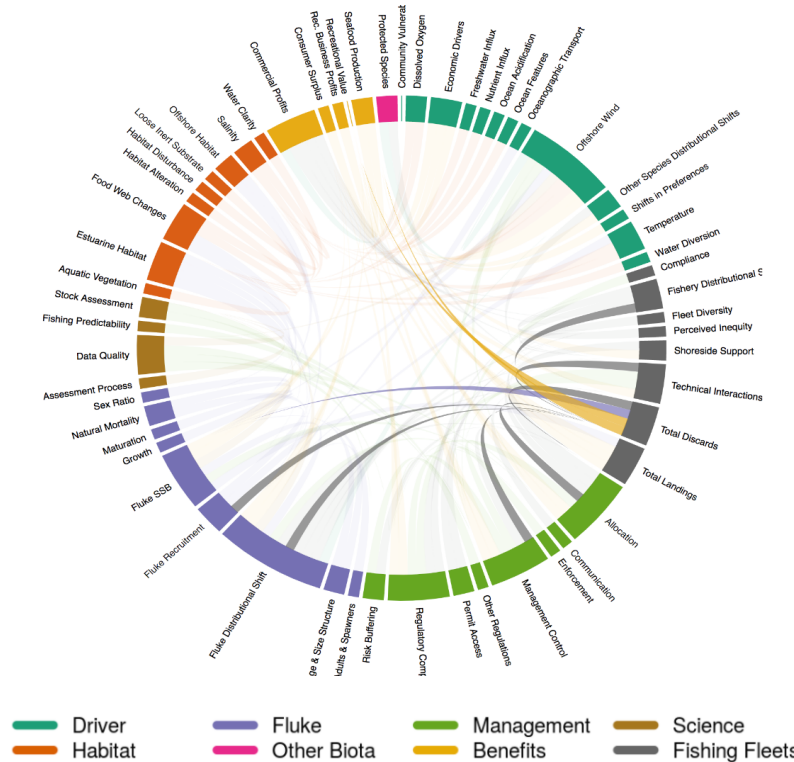 Community Vulnerat
Dissolved Oxygen
Economic Drivers
Freshwater Influx
Nutrient Influx
Ocean Acidification
Ocean Features
Oceanographic Transport
Offshore Wind
Other Species Distributional Shifts
Shifts in Preferences
Temperature
Water Diversion
Compliance
Fishery Distributional S
Fleet Diversity
Perceived Inequity
Shoreside Support
Technical Interactions
Total Discards
Total Landings
Allocation
Communication
Enforcement
Management Control
Other Regulations
Permit Access
Regulatory Comp
Risk Buffering
Adults & Spawners
ge & Size Structure
Fluke Distributional Shift
Fluke Recruitment
Fluke SSB
Growth
Maturation
Natural Mortality
Sex Ratio
Assessment Process
Data Quality
Fishing Predictability
Stock Assessment
Aquatic Vegetation
Estuarine Habitat
Food Web Changes
Habitat Alteration
Habitat Disturbance
Loose Inert Substrate
Offshore Habitat
Salinity
Water Clarity
Commercial Profits
Consumer Surplus
Rec. Business Profits
Recreational Value
Seafood Production
Protected Species
Driver Fluke Management Science
Habitat Other Biota Benefits Fishing Fleets